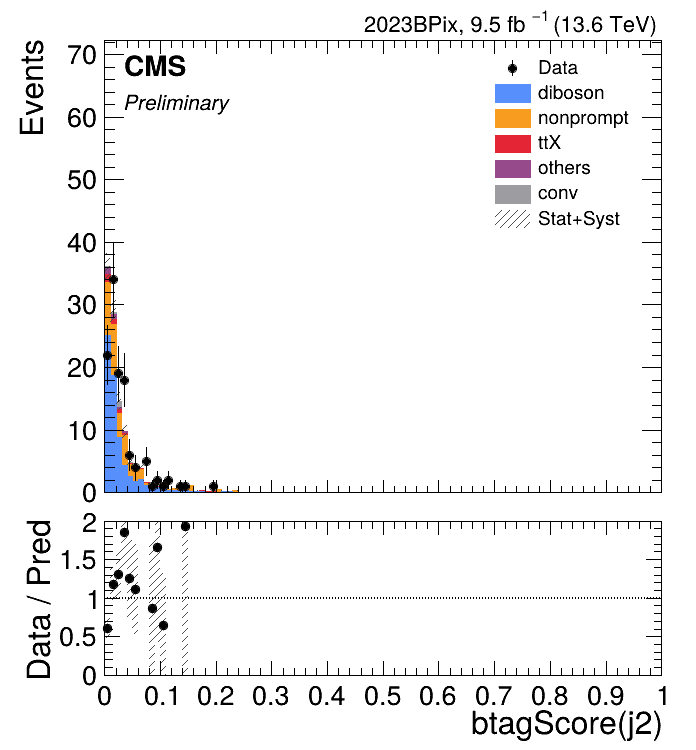 2023BPix, 9.5 fb⁻¹ (13.6 TeV)
CMS
Preliminary
Data
diboson
nonprompt
ttX
others
conv
Stat+Syst
Events
70
60
50
40
30
20
10
0
Data / Pred
2
1.5
1
0.5
0
0 0.1 0.2 0.3 0.4 0.5 0.6 0.7 0.8 0.9 1
btagScore(j2)